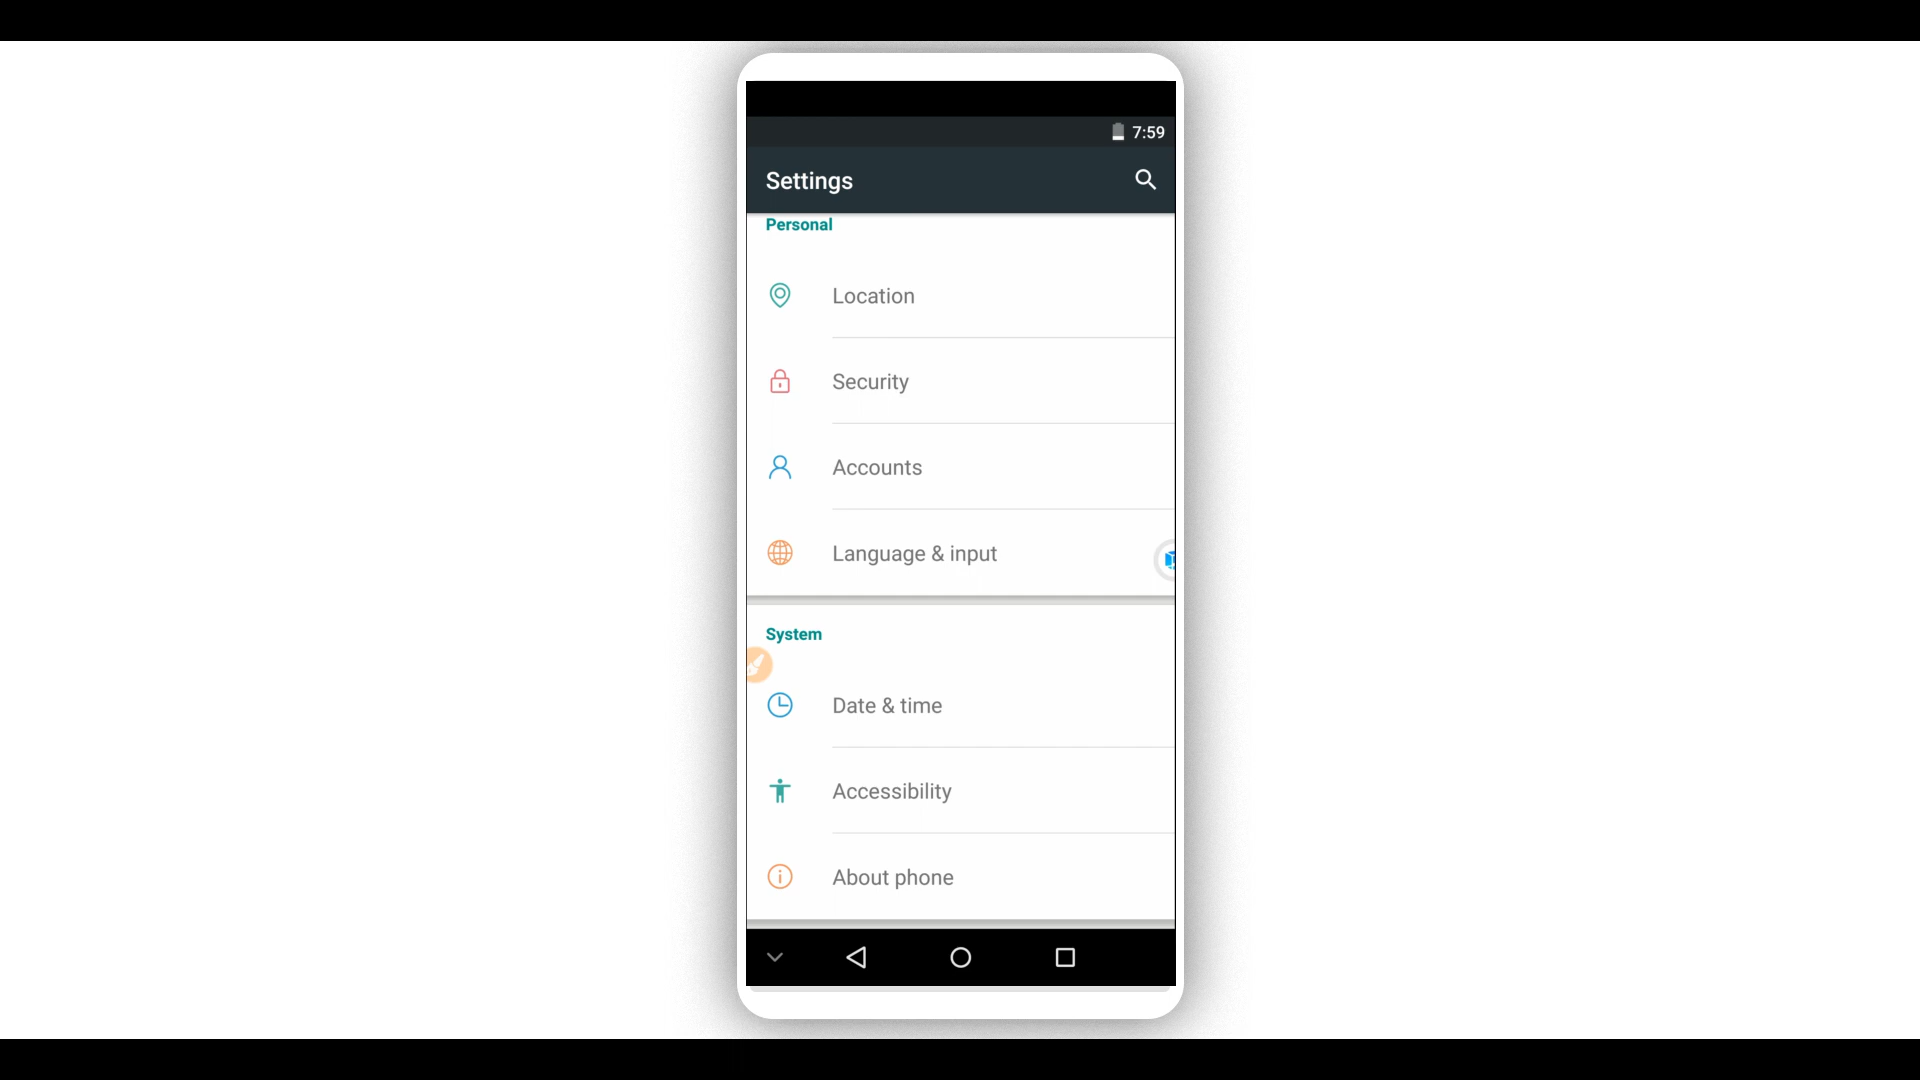 7:59
Settings
Personal
Location
Security
Accounts
Language & input
System
Date & time
Accessibility
About phone